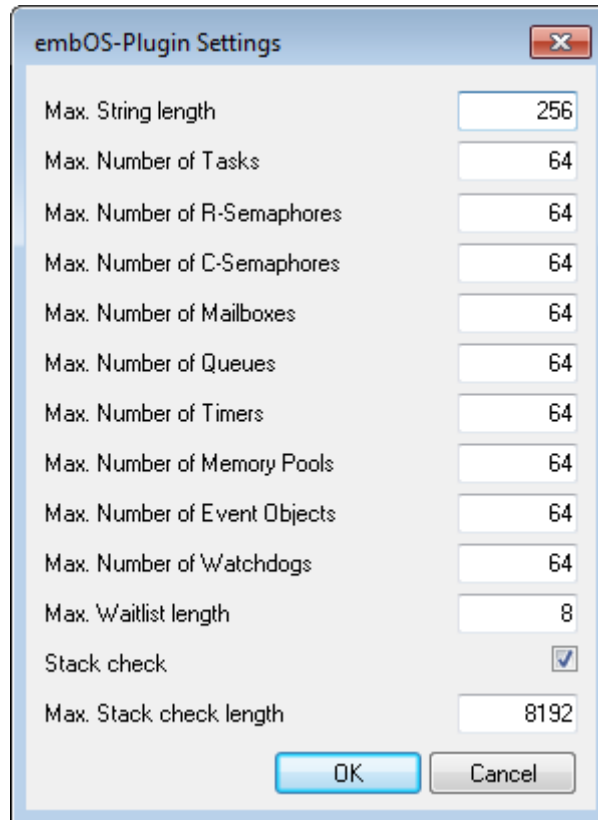 embOS-Plugin Settings
Max. String length 256
Max. Number of Tasks 64
Max. Number of R-Semaphores 64
Max. Number of C-Semaphores 64
Max. Number of Mailboxes 64
Max. Number of Queues 64
Max. Number of Timers 64
Max. Number of Memory Pools 64
Max. Number of Event Objects 64
Max. Number of Watchdogs 64
Max. Waitlist length 8
Stack check
Max. Stack check length 8192
OK Cancel